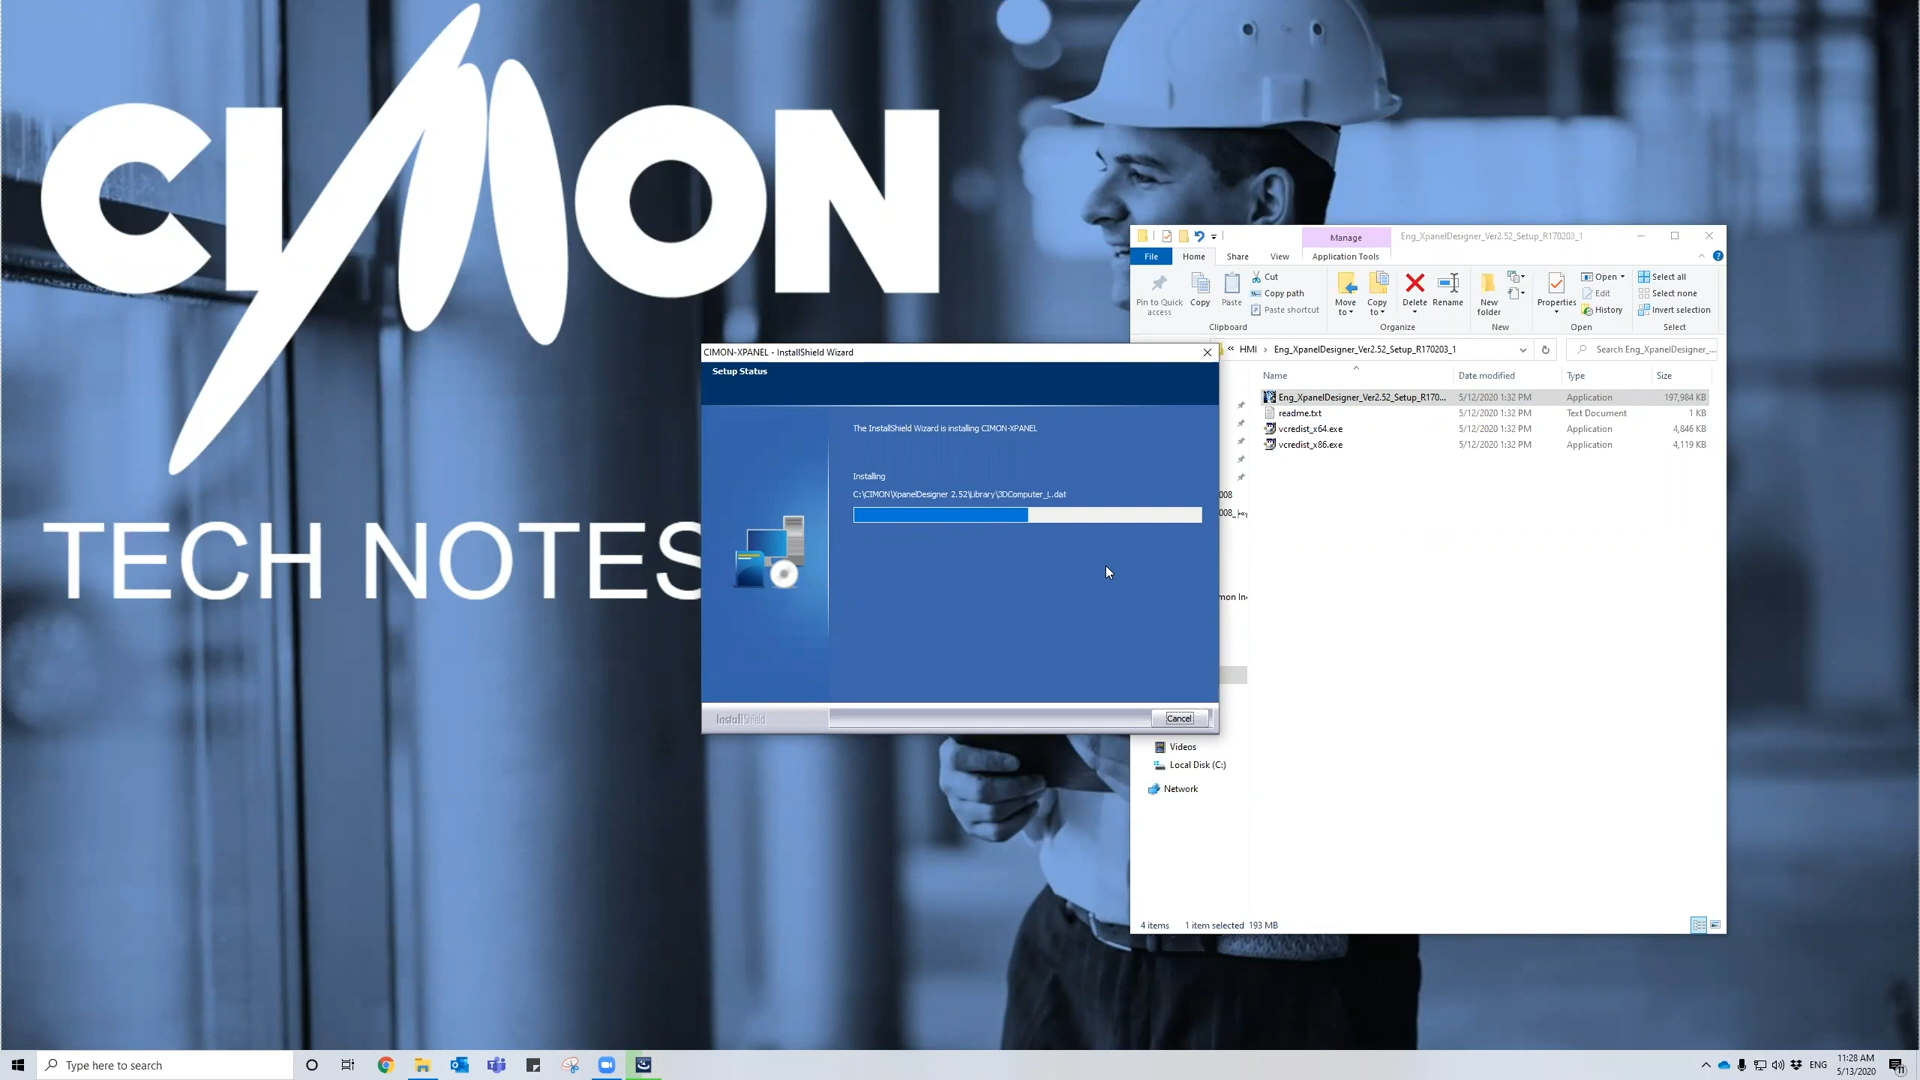 CIMON
TECH NOTES
Manage
Eng_XpanelDesigner_Ver2.52_Setup_R170203_1
File
Home
Share
View
Application Tools
Pin to Quick access
Copy
Paste
Cut
Copy path
Paste shortcut
Move to
Copy to
Delete
Rename
New folder
Properties
Open
Edit
History
Select all
Select none
Invert selection
Clipboard
Organize
New
Open
Select
« HMI > Eng_XpanelDesigner_Ver2.52_Setup_R170203_1
Search Eng_XpanelDesigner_...
Name
Date modified
Type
Size
Eng_XpanelDesigner_Ver2.52_Setup_R170... 5/12/2020 1:32 PM Application 197,984 KB
readme.txt 5/12/2020 1:32 PM Text Document 1 KB
vcredist_x64.exe 5/12/2020 1:32 PM Application 4,846 KB
vcredist_x86.exe 5/12/2020 1:32 PM Application 4,119 KB
008
008_
mon In
Videos
Local Disk (C:)
Network
4 items 1 item selected 193 MB
CIMON-XPANEL - InstallShield Wizard
Setup Status
The InstallShield Wizard is installing CIMON-XPANEL
Installing
C:\CIMON\XpanelDesigner 2.52\Library\3DComputer_L.dat
InstallShield
Cancel
Type here to search
ENG
11:28 AM
5/13/2020